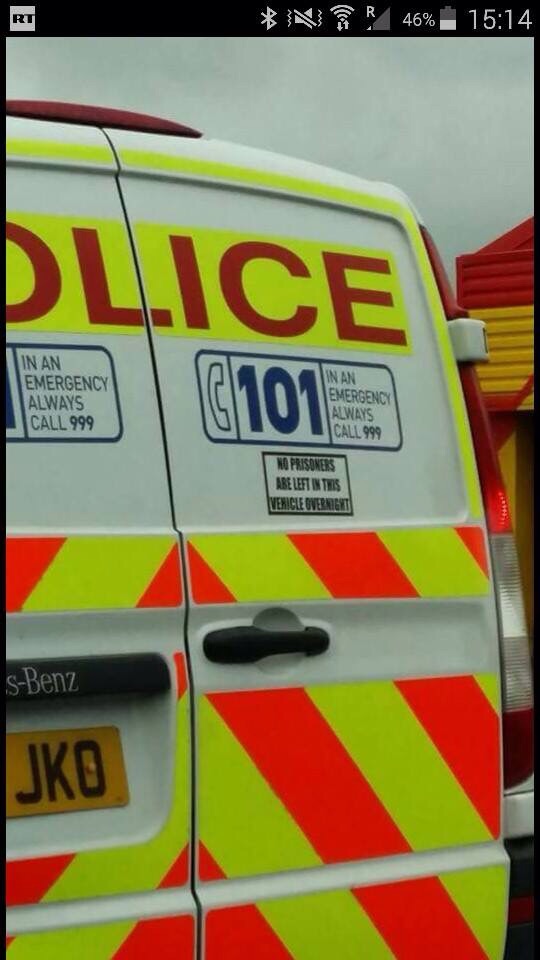 RT
R
46%
15:14
OLICE
IN AN
EMERGENCY
ALWAYS
CALL 999
101
IN AN
EMERGENCY
ALWAYS
CALL 999
NO PRISONERS
ARE LEFT IN THIS
VEHICLE OVERNIGHT
s-Benz
JKO